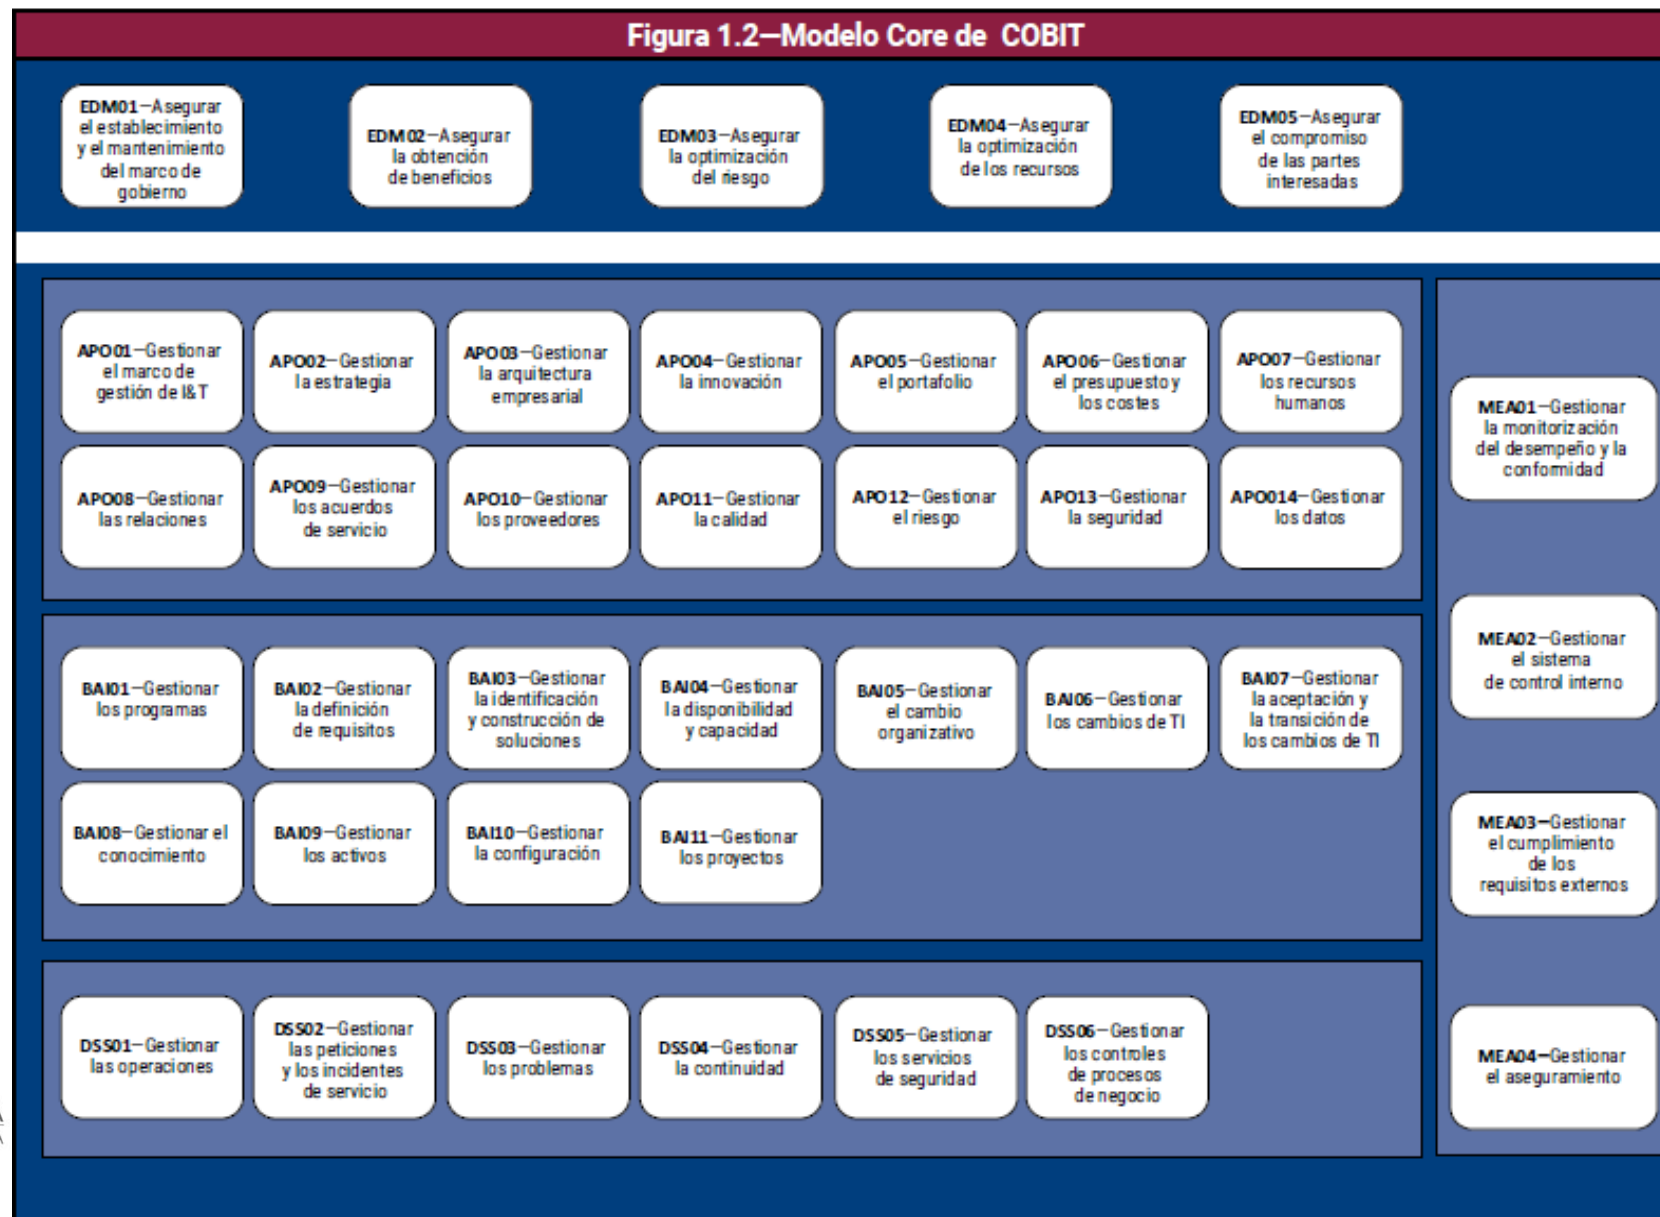 Figura 1.2—Modelo Core de COBIT
EDM01—Asegurar
el establecimiento
y el mantenimiento
del marco de
gobierno
EDM02—Asegurar
la obtención
de beneficios
EDM03—Asegurar
la optimización
del riesgo
EDM04—Asegurar
la optimización
de los recursos
EDM05—Asegurar
el compromiso
de las partes
interesadas
APO01—Gestionar
el marco de
gestión de I&T
APO02—Gestionar
la estrategia
APO03—Gestionar
la arquitectura
empresarial
APO04—Gestionar
la innovación
APO05—Gestionar
el portafolio
APO06—Gestionar
el presupuesto y
los costes
APO07—Gestionar
los recursos
humanos
APO08—Gestionar
las relaciones
APO09—Gestionar
los acuerdos
de servicio
APO10—Gestionar
los proveedores
APO11—Gestionar
la calidad
APO12—Gestionar
el riesgo
APO13—Gestionar
la seguridad
APO014—Gestionar
los datos
MEA01—Gestionar
la monitorización
del desempeño y la
conformidad
MEA02—Gestionar
el sistema
de control interno
MEA03—Gestionar
el cumplimiento
de los
requisitos externos
MEA04—Gestionar
el aseguramiento
BAI01—Gestionar
los programas
BAI02—Gestionar
la definición
de requisitos
BAI03—Gestionar
la identificación
y construcción de
soluciones
BAI04—Gestionar
la disponibilidad
y capacidad
BAI05—Gestionar
el cambio
organizativo
BAI06—Gestionar
los cambios de TI
BAI07—Gestionar
la aceptación y
la transición de
los cambios de TI
BAI08—Gestionar el
conocimiento
BAI09—Gestionar
los activos
BAI10—Gestionar
la configuración
BAI11—Gestionar
los proyectos
DSS01—Gestionar
las operaciones
DSS02—Gestionar
las peticiones
y los incidentes
de servicio
DSS03—Gestionar
los problemas
DSS04—Gestionar
la continuidad
DSS05—Gestionar
los servicios
de seguridad
DSS06—Gestionar
los controles
de procesos
de negocio